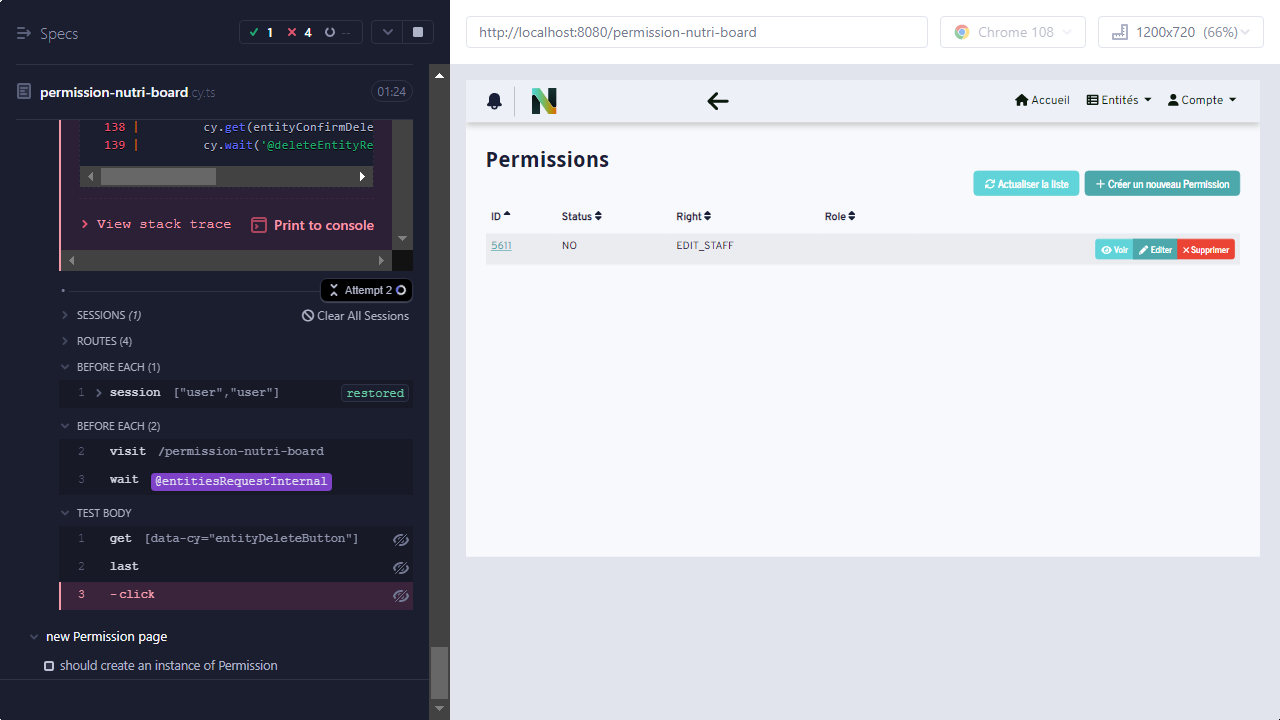 Specs
1 4 --
permission-nutri-board.cy.ts 01:24
138 | cy.get(entityConfirmDele
139 | cy.wait('@deleteEntityRe
View stack trace Print to console
Attempt 2
SESSIONS (1) Clear All Sessions
ROUTES (4)
BEFORE EACH (1)
1 session ["user","user"] restored
BEFORE EACH (2)
2 visit /permission-nutri-board
3 wait @entitiesRequestInternal
TEST BODY
1 get [data-cy="entityDeleteButton"]
2 last
3 -click
new Permission page
should create an instance of Permission
http://localhost:8080/permission-nutri-board
Chrome 108
1200x720 (66%)
N
Accueil Entités Compte
Permissions
Actualiser la liste + Créer un nouveau Permission
ID Status Right Role
5611 NO EDIT_STAFF Voir Editer Supprimer